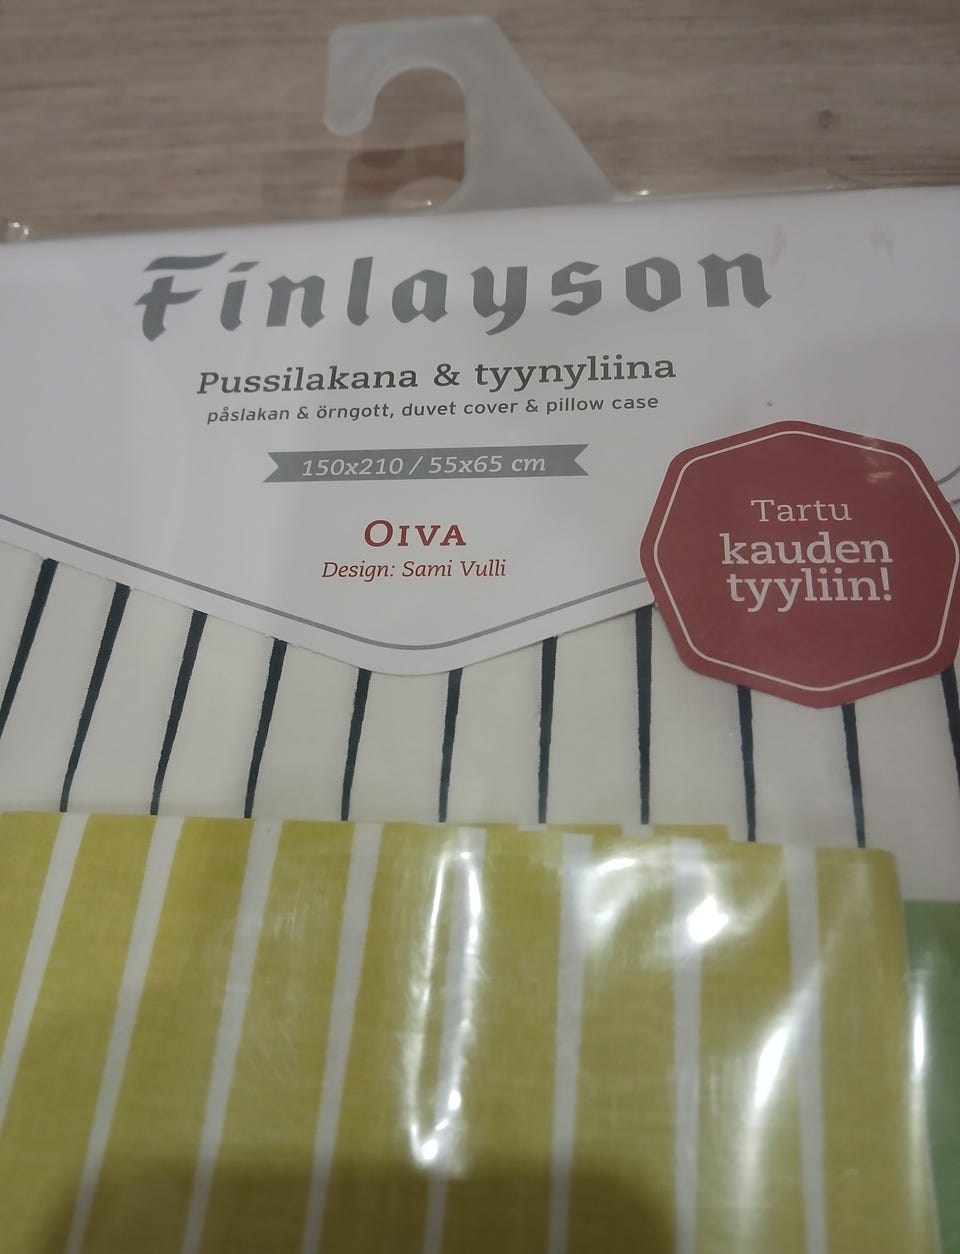 Finlayson
Pussilakana & tyynyliina
påslakan & örngott, duvet cover & pillow case
150x210 / 55x65 cm
OIVA
Design: Sami Vulli
Tartu
kauden
tyyliin!